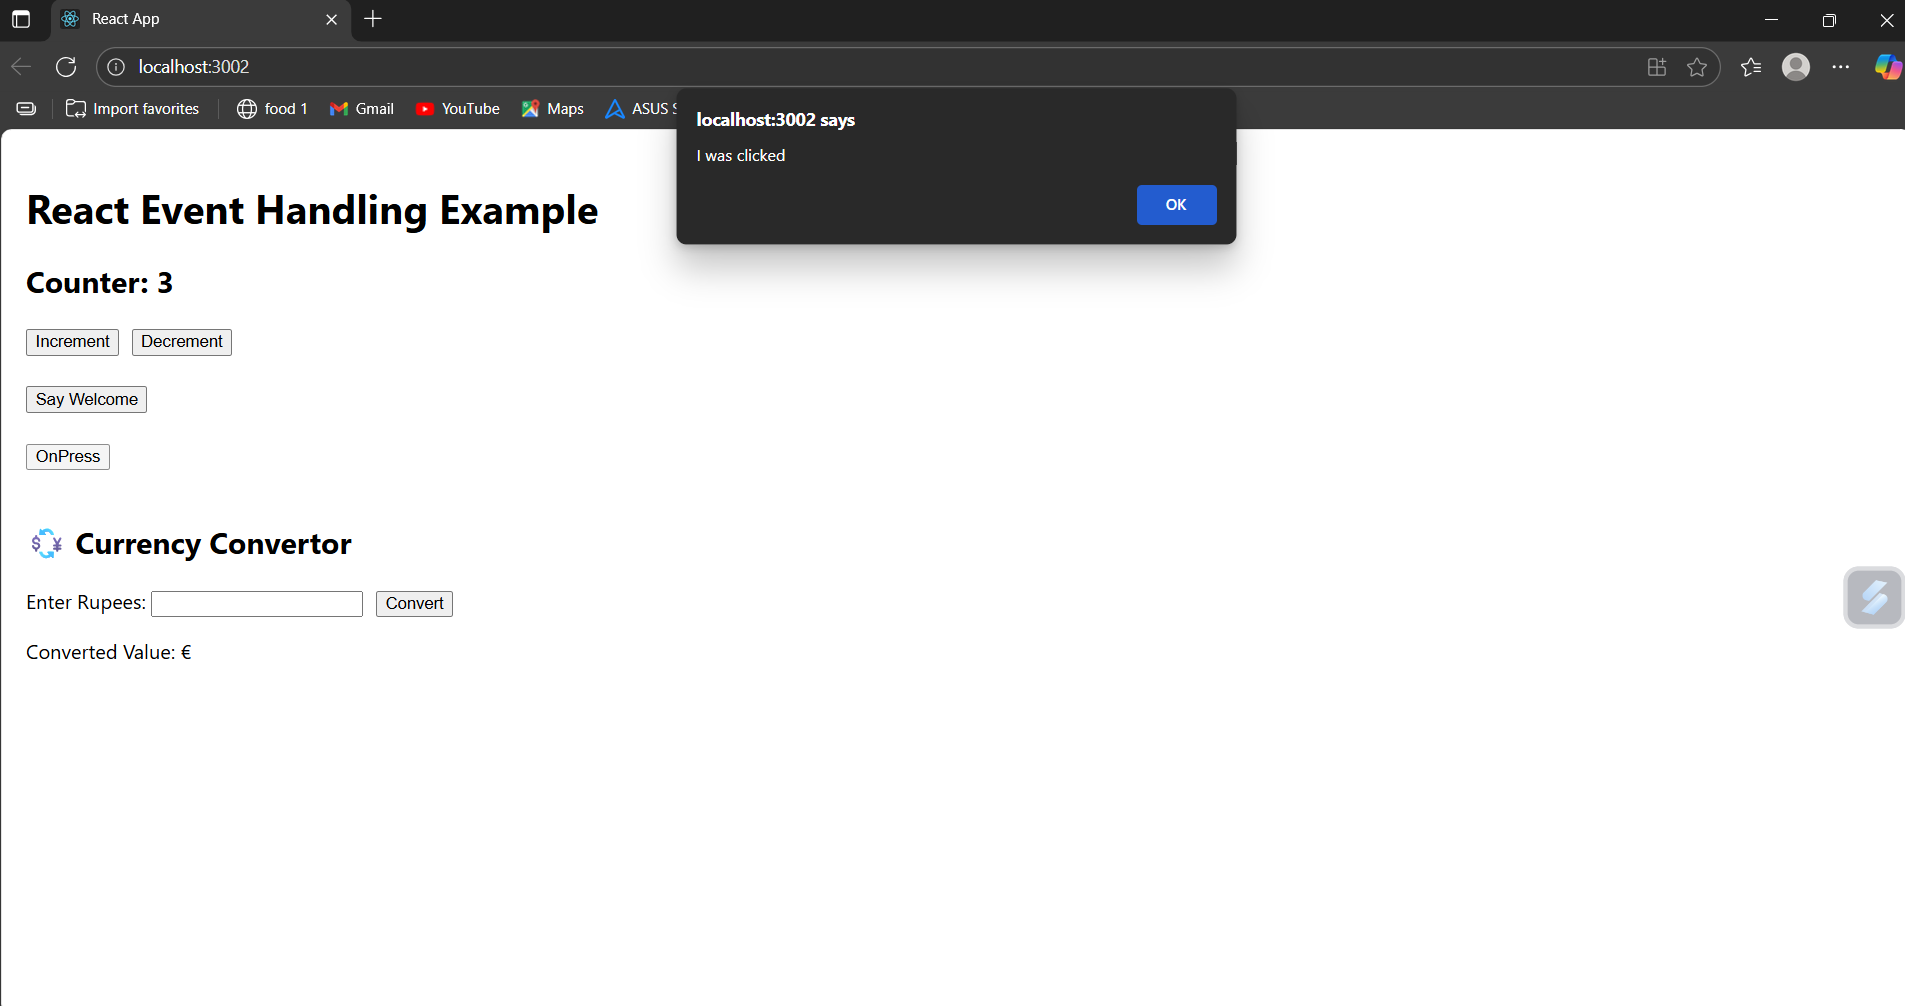 React App
localhost:3002
Import favorites
food 1
Gmail
YouTube
Maps
ASUS
localhost:3002 says
I was clicked
OK
React Event Handling Example
Counter: 3
Increment Decrement
Say Welcome
OnPress
Currency Convertor
Enter Rupees: Convert
Converted Value: €